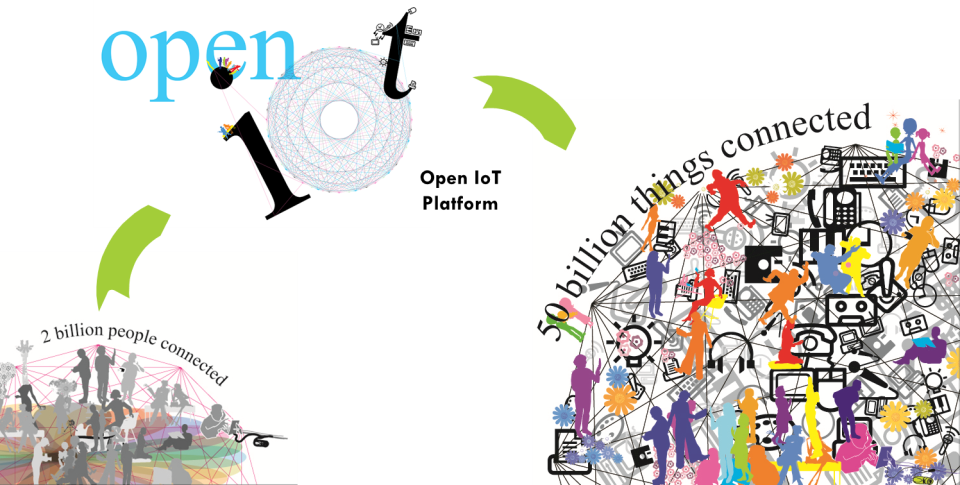 open
iot
Open IoT
Platform
2 billion people connected
50 billion things connected